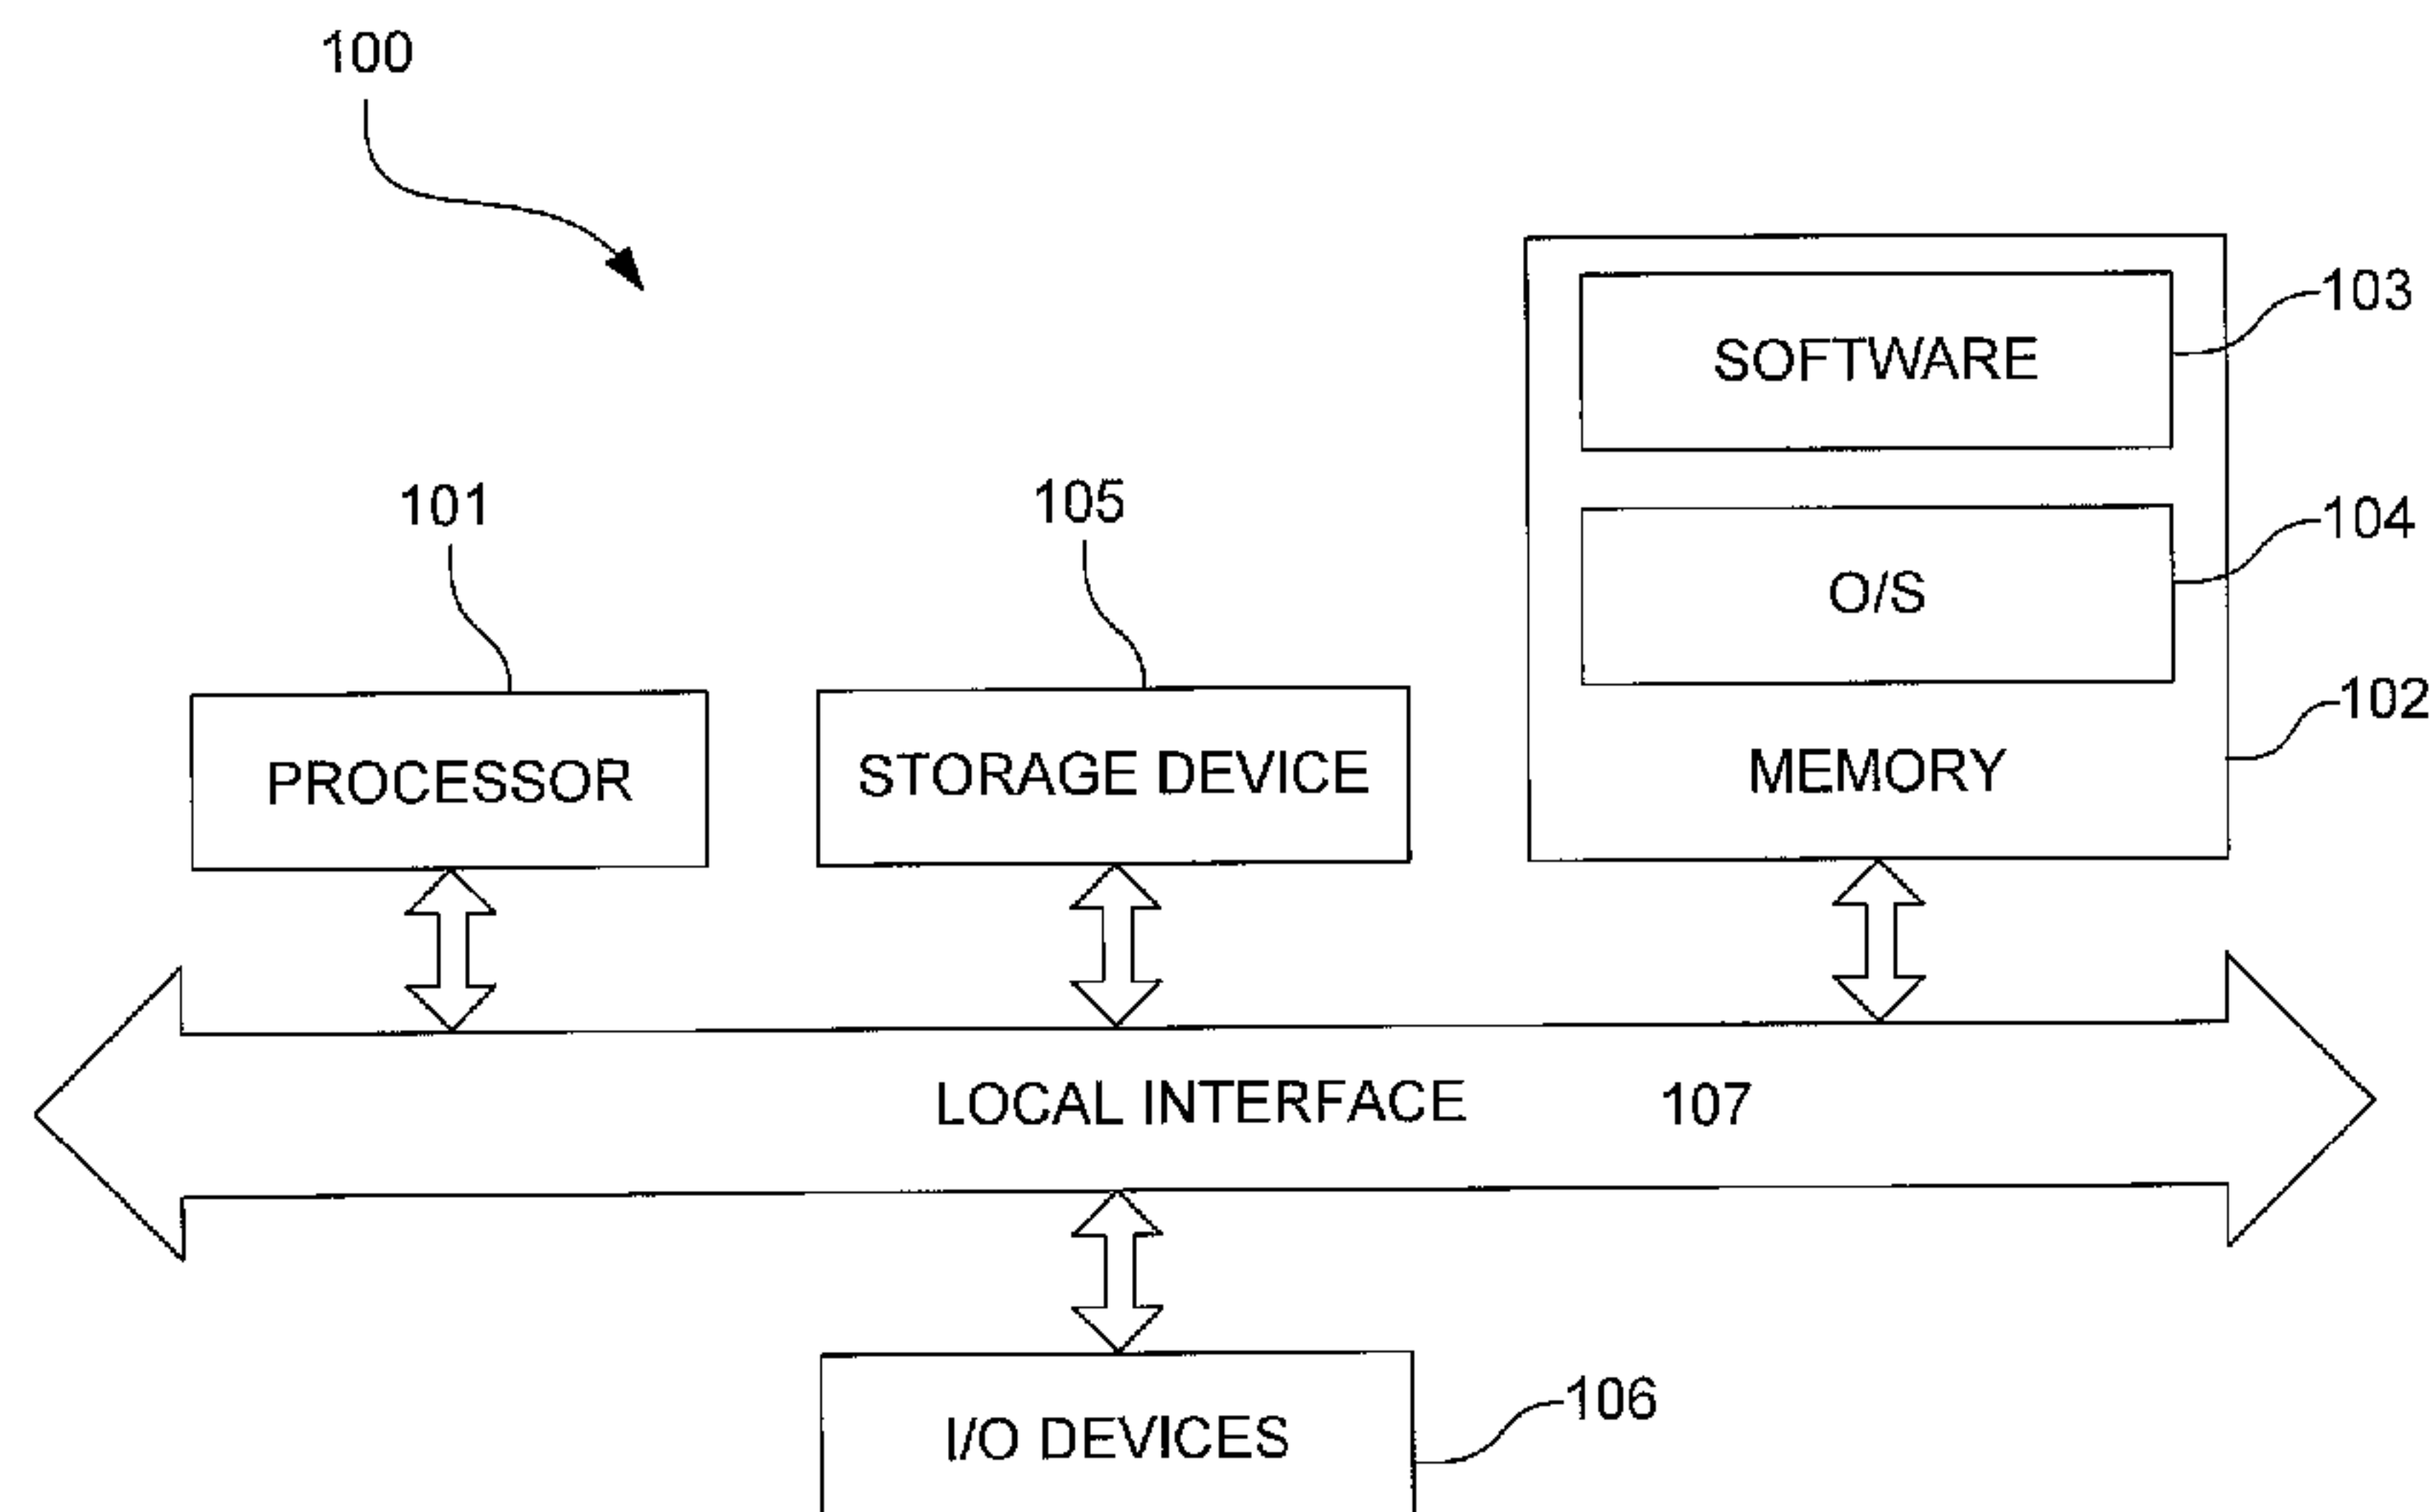 100
103
SOFTWARE
101
105
104
O/S
102
PROCESSOR
STORAGE DEVICE
MEMORY
LOCAL INTERFACE 107
106
I/O DEVICES